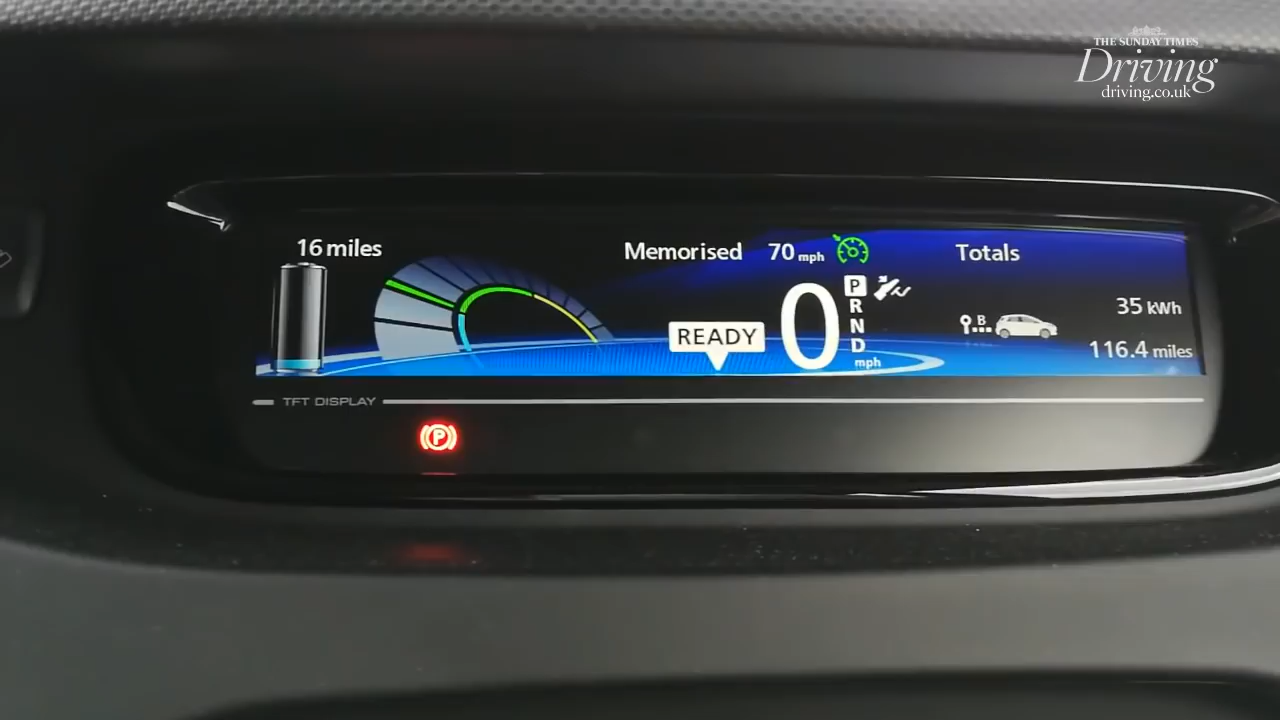 THE SUNDAY TIMES
Driving
driving.co.uk
16 miles
Memorised 70 mph
Totals
READY
0
mph
P
R
N
D
B
35 kWh
116.4 miles
TFT DISPLAY
P